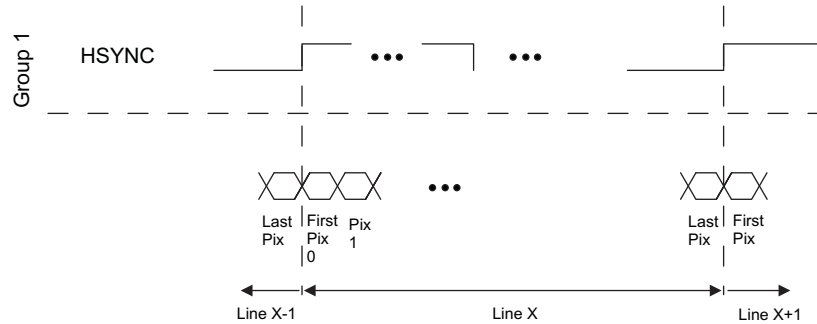 Group 1
HSYNC
Last
Pix
First
Pix
0
Pix
1
Last
Pix
First
Pix
Line X-1
Line X
Line X+1